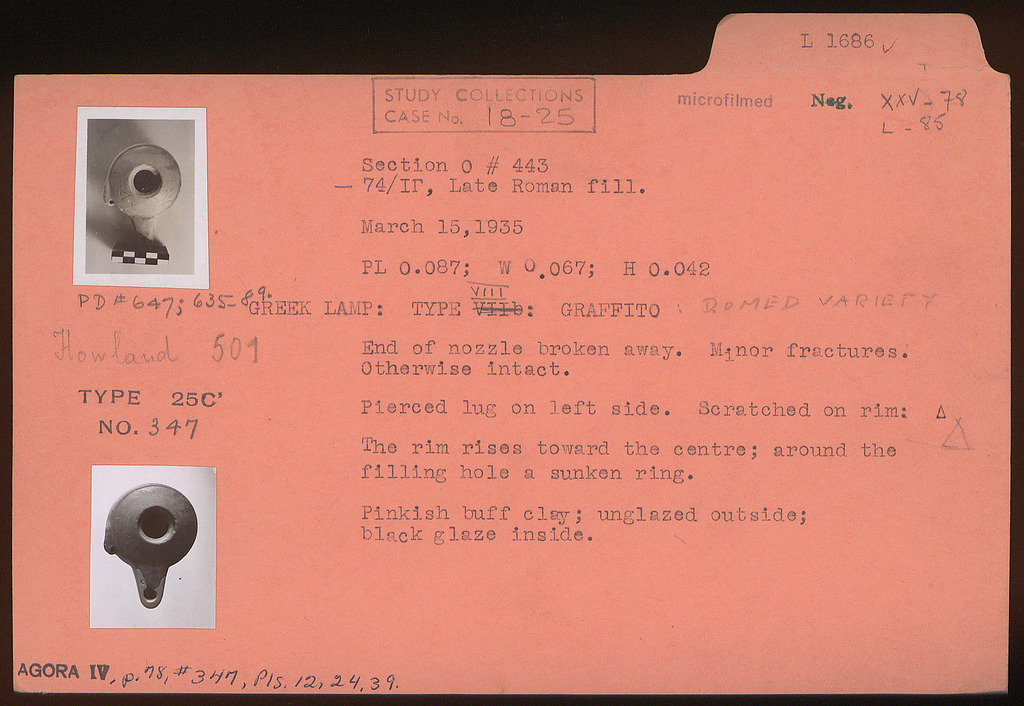 L 1686 ✓
STUDY COLLECTIONS
CASE No. 18-25
microfilmed Neg. XXV-78
L-85
Section O # 443
— 74/ΙΓ, Late Roman fill.
March 15,1935
PL 0.087; W 0.067; H 0.042
PD # 647; 635-89.
VIII
GREEK LAMP: TYPE VIIb: GRAFFITO : DOMED VARIETY
Howland 501
End of nozzle broken away. Minor fractures.
Otherwise intact.
TYPE 25C'
NO. 347
Pierced lug on left side. Scratched on rim: Δ
Δ
The rim rises toward the centre; around the
filling hole a sunken ring.
Pinkish buff clay; unglazed outside;
black glaze inside.
AGORA IV, p.78, #347, Pls. 12, 24, 39.